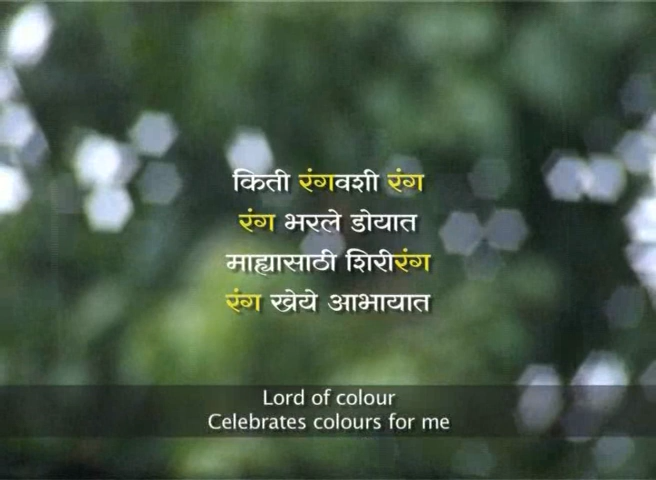 किती रंगवशी रंग
रंग भरले डोयात
माह्यासाठी शिरीरंग
रंग खेये आभायात
Lord of colour
Celebrates colours for me